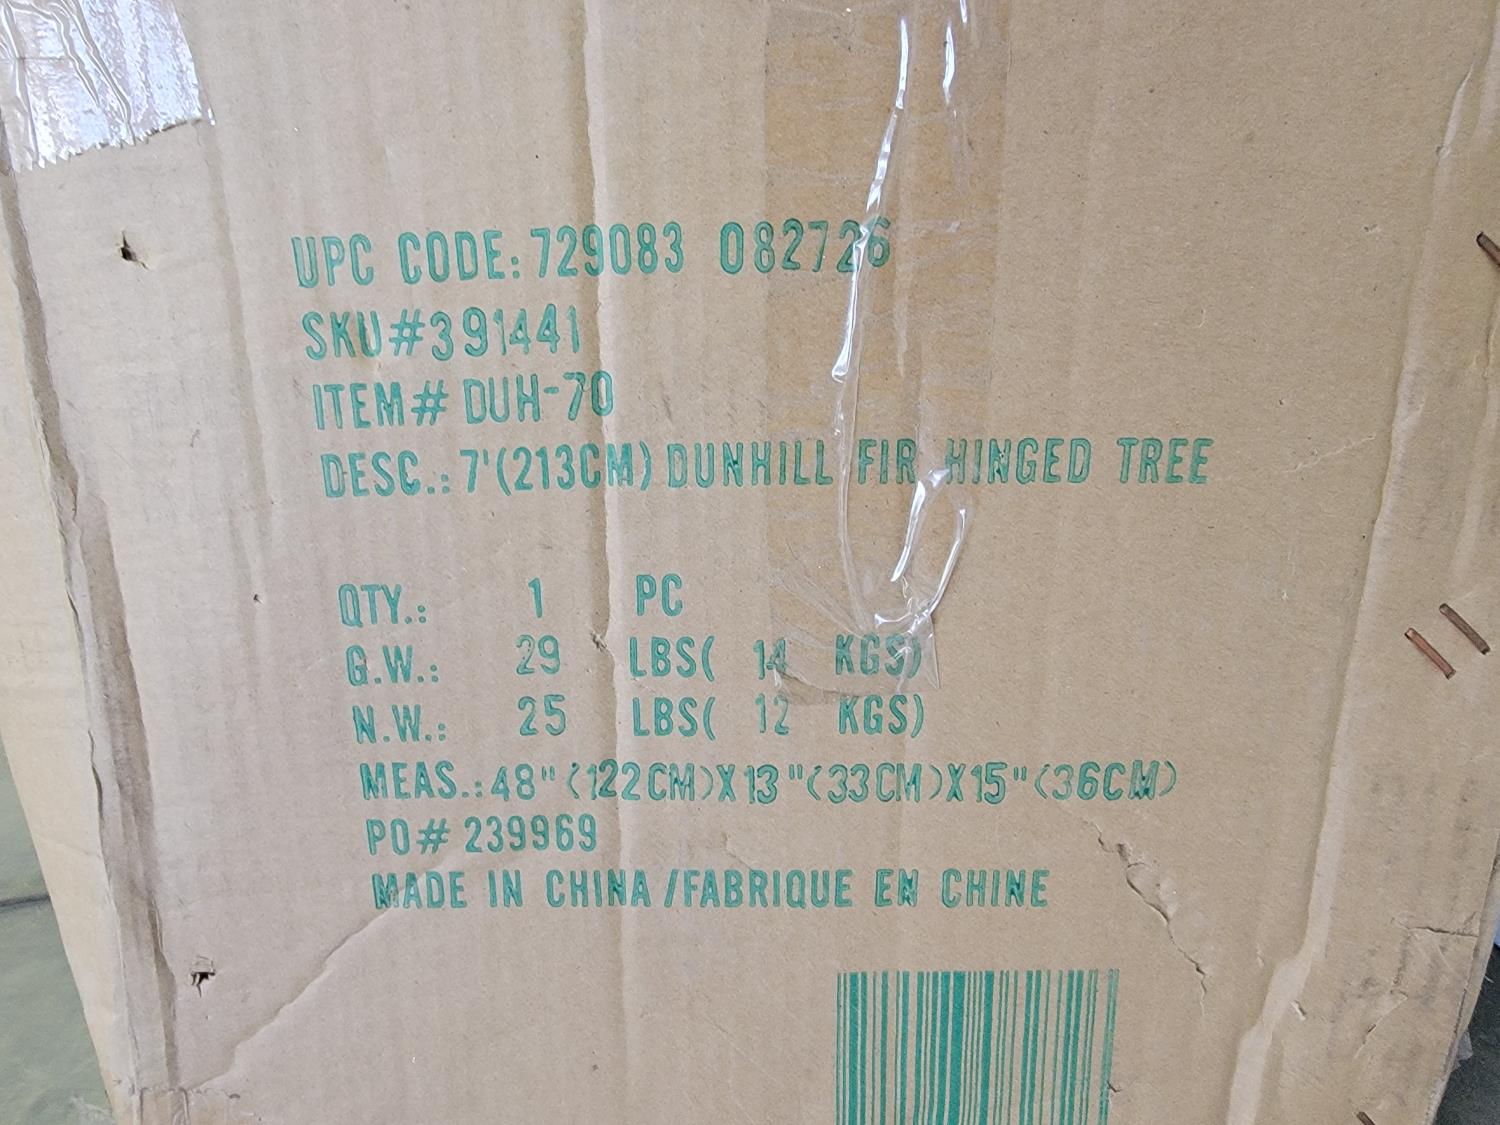 UPC CODE: 729083 082726
SKU#391441
ITEM# DUH-70
DESC.: 7'(213CM) DUNHILL FIR HINGED TREE
QTY.: 1 PC
G.W.: 29 LBS( 14 KGS)
N.W.: 25 LBS( 12 KGS)
MEAS.: 48"(122CM)X13"(33CM)X15"(36CM)
PO# 239969
MADE IN CHINA /FABRIQUE EN CHINE